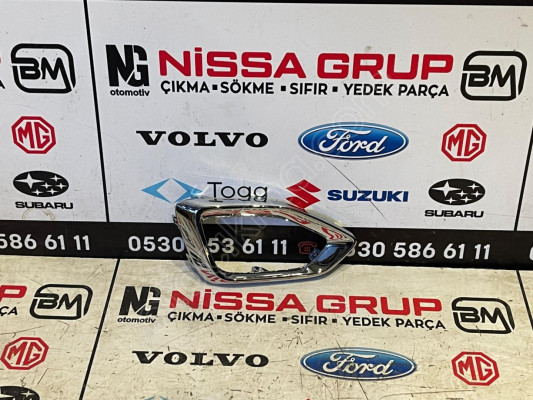 BM
NG
otomotiv
NİSSA GRUP
ÇIKMA▪SÖKME▪SIFIR▪YEDEK PARÇA
BM
MG
VOLVO
Ford
MG
SUBARU
Togg
SUZUKI
SUBARU
586 61 11
0530
53 61 11
30 586 61 11
BM
NG
otomotiv
NİSSA GRUP
ÇIKMA▪SÖKME▪SIFIR▪YEDEK PARÇA
BM
MG
VOLVO
Ford
MG